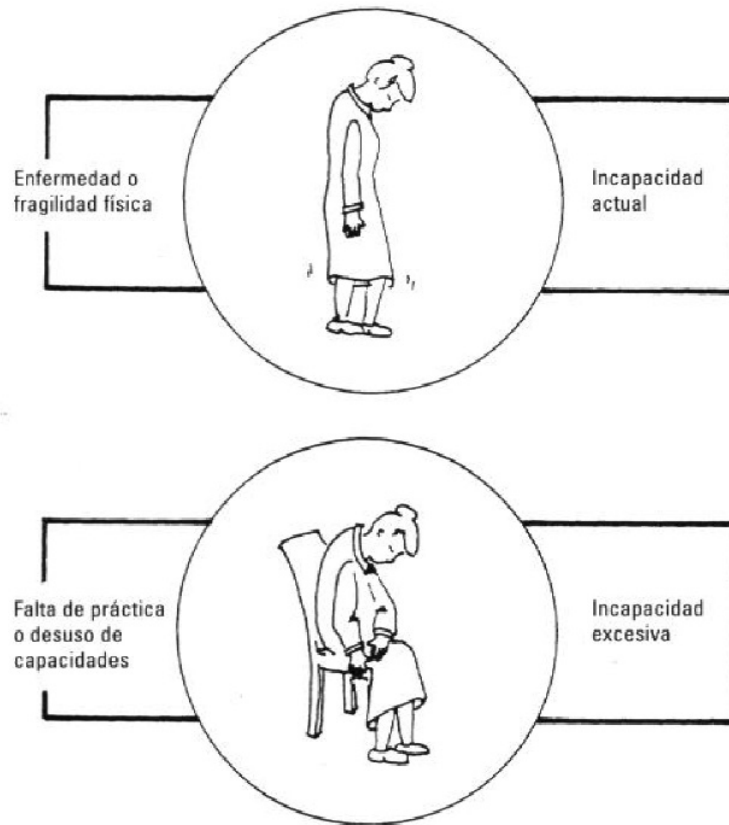 Enfermedad o
fragilidad física
Incapacidad
actual
Falta de práctica
o desuso de
capacidades
Incapacidad
excesiva